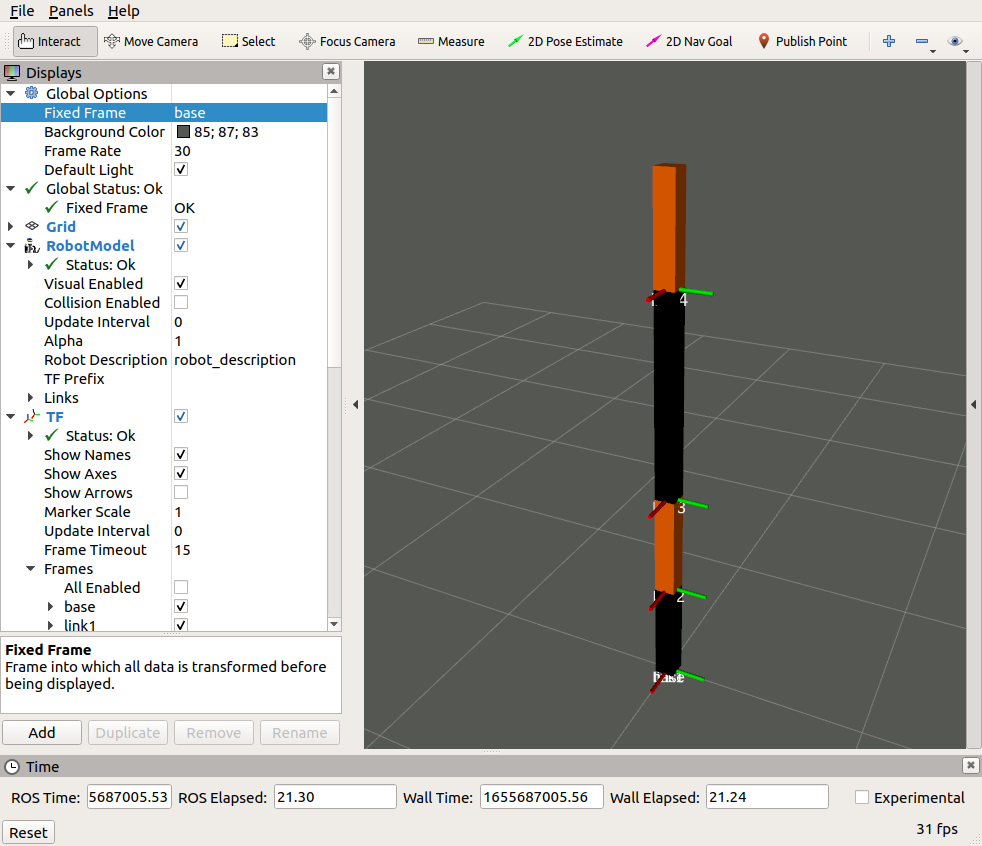 File Panels Help
Interact Move Camera Select Focus Camera Measure 2D Pose Estimate 2D Nav Goal Publish Point
Displays
Global Options
Fixed Frame base
Background Color 85; 87; 83
Frame Rate 30
Default Light
Global Status: Ok
Fixed Frame OK
Grid
RobotModel
Status: Ok
Visual Enabled
Collision Enabled
Update Interval 0
Alpha 1
Robot Description robot_description
TF Prefix
Links
TF
Status: Ok
Show Names
Show Axes
Show Arrows
Marker Scale 1
Update Interval 0
Frame Timeout 15
Frames
All Enabled
base
link1
Fixed Frame
Frame into which all data is transformed before
being displayed.
Add Duplicate Remove Rename
4
3
2
Time
ROS Time: 5687005.53 ROS Elapsed: 21.30 Wall Time: 1655687005.56 Wall Elapsed: 21.24 Experimental
Reset 31 fps